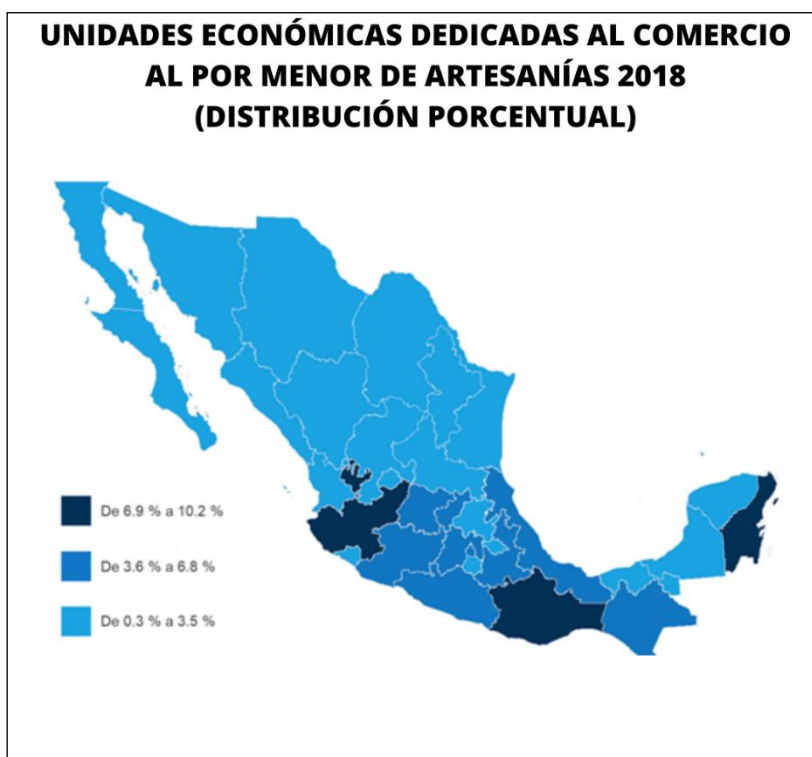 UNIDADES ECONÓMICAS DEDICADAS AL COMERCIO
AL POR MENOR DE ARTESANÍAS 2018
(DISTRIBUCIÓN PORCENTUAL)
De 6.9 % a 10.2 %
De 3.6 % a 6.8 %
De 0.3 % a 3.5 %